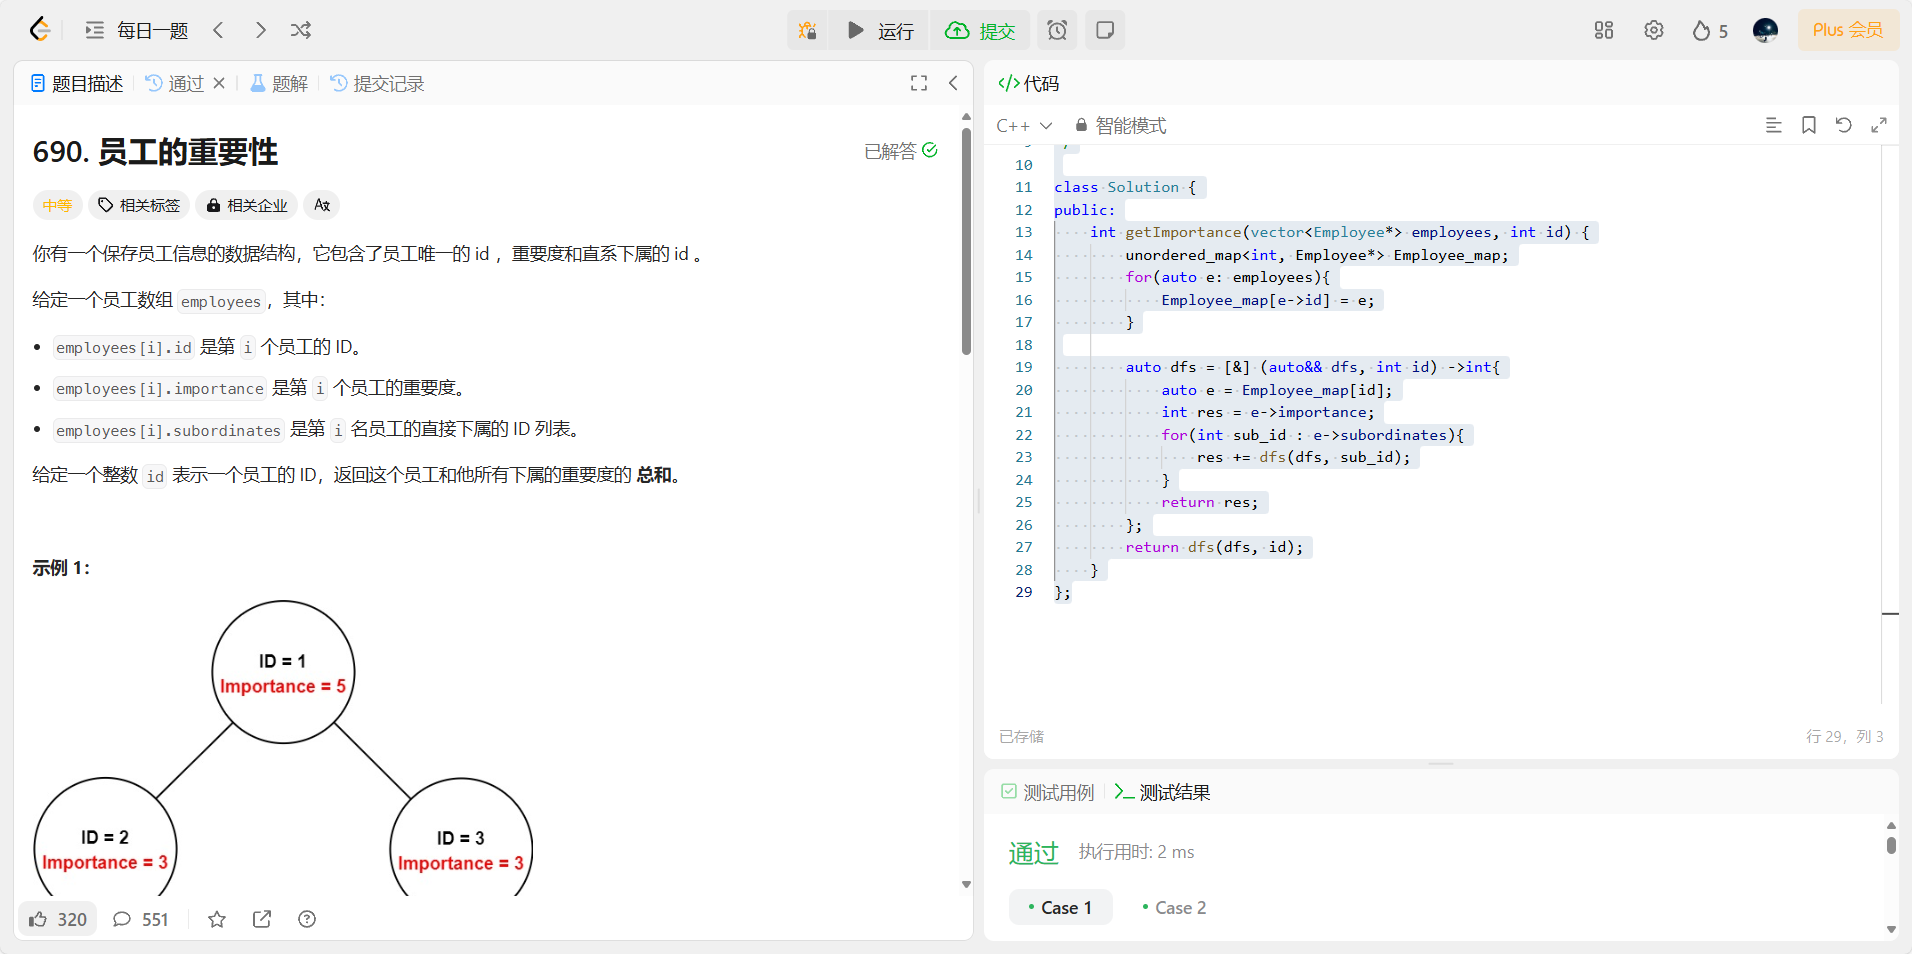 每日一题
运行
提交
5
Plus 会员
题目描述
通过
题解
提交记录
690. 员工的重要性
已解答
中等
相关标签
相关企业
你有一个保存员工信息的数据结构，它包含了员工唯一的 id ，重要度和直系下属的 id 。
给定一个员工数组 employees，其中：
employees[i].id 是第 i 个员工的 ID。
employees[i].importance 是第 i 个员工的重要度。
employees[i].subordinates 是第 i 名员工的直接下属的 ID 列表。
给定一个整数 id 表示一个员工的 ID，返回这个员工和他所有下属的重要度的 总和。
示例 1：
ID = 1
Importance = 5
ID = 2
Importance = 3
ID = 3
Importance = 3
320
551
</>代码
C++
智能模式
10
11 class Solution {
12 public:
13     int getImportance(vector<Employee*> employees, int id) {
14         unordered_map<int, Employee*> Employee_map;
15         for(auto e: employees){
16             Employee_map[e->id] = e;
17         }
18
19         auto dfs = [&] (auto&& dfs, int id) ->int{
20             auto e = Employee_map[id];
21             int res = e->importance;
22             for(int sub_id : e->subordinates){
23                 res += dfs(dfs, sub_id);
24             }
25             return res;
26         };
27         return dfs(dfs, id);
28     }
29 };
已存储
行 29，列 3
测试用例
测试结果
通过
执行用时: 2 ms
Case 1
Case 2